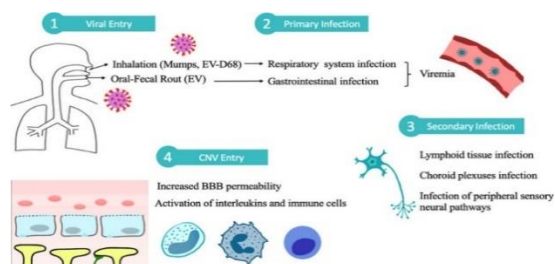 1 Viral Entry
Inhalation (Mumps, EV-D68)
Oral-Fecal Rout (EV)
2 Primary Infection
Respiratory system infection
Gastrointestinal infection
Viremia
3 Secondary Infection
Lymphoid tissue infection
Choroid plexuses infection
Infection of peripheral sensory
neural pathways
4 CNV Entry
Increased BBB permeability
Activation of interleukins and immune cells